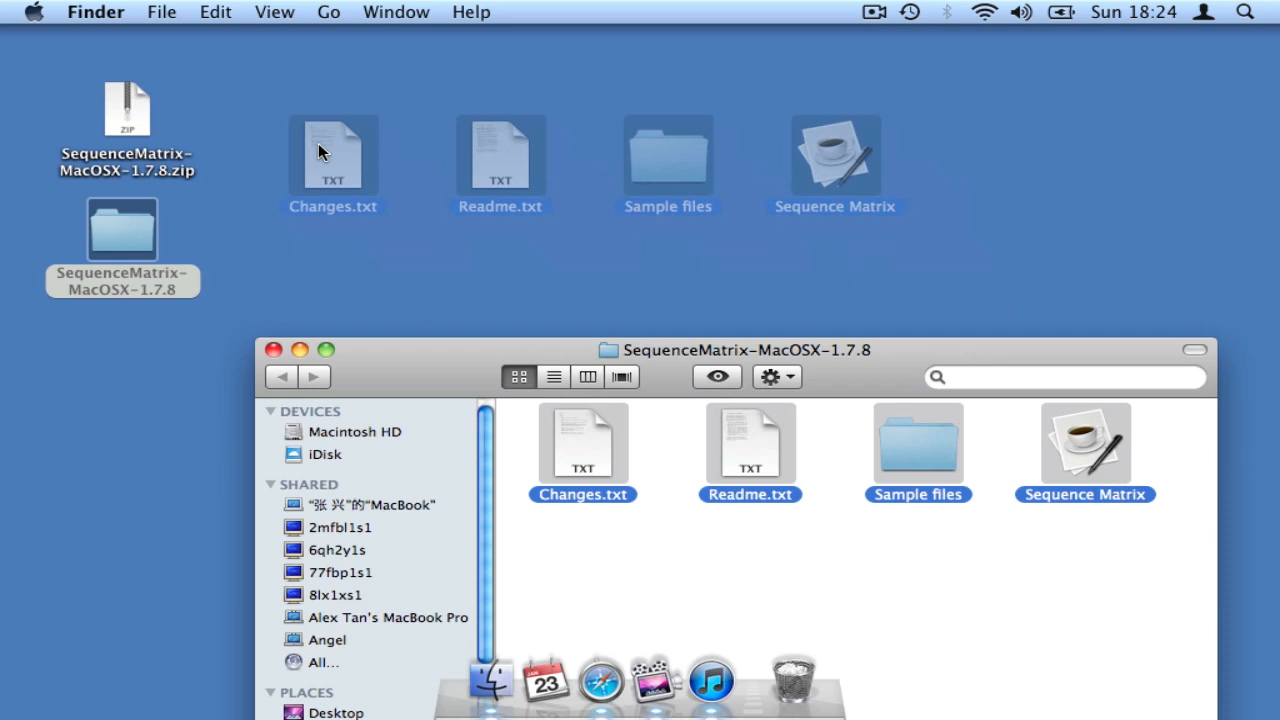 Finder File Edit View Go Window Help Sun 18:24
ZIP
SequenceMatrix-
MacOSX-1.7.8.zip
TXT
Changes.txt
TXT
Readme.txt
Sample files
Sequence Matrix
SequenceMatrix-
MacOSX-1.7.8
SequenceMatrix-MacOSX-1.7.8
DEVICES
Macintosh HD
iDisk
SHARED
“张 兴”的“MacBook”
2mfbl1s1
6qh2y1s
77fbp1s1
8lx1xs1
Alex Tan's MacBook Pro
Angel
All...
PLACES
Desktop
TXT
Changes.txt
TXT
Readme.txt
Sample files
Sequence Matrix
23